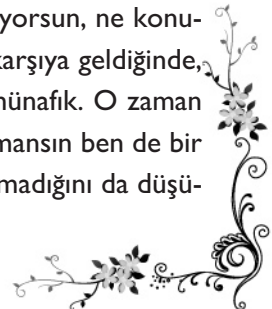 yorsun, ne konu-
karşıya geldiğinde,
münafık. O zaman
mansın ben de bir
madığını da düşü-